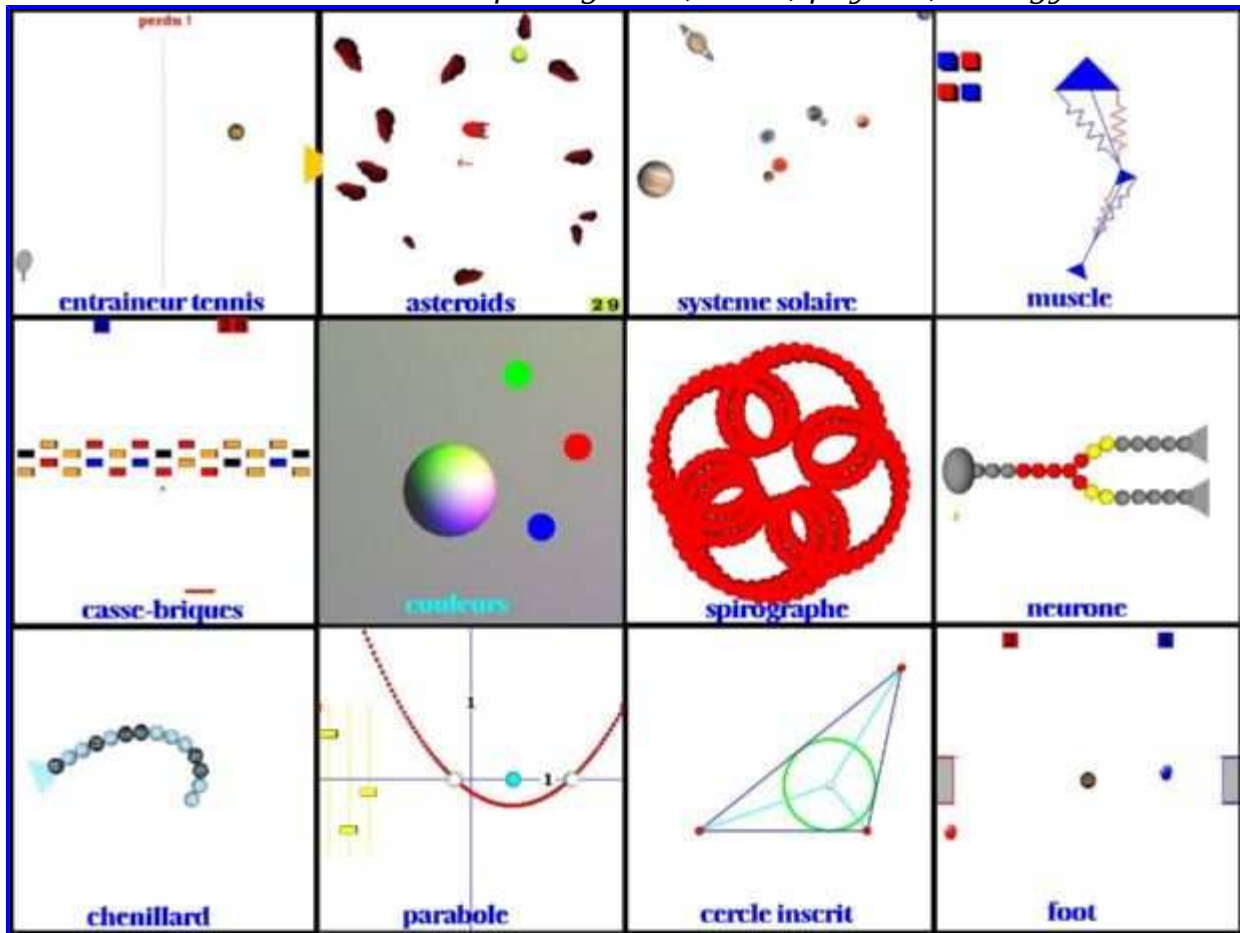 perdu !
entraineur tennis
asteroids
29
systeme solaire
muscle
casse-briques
couleurs
spirographe
neurone
chenillard
1
1
parabole
cercle inscrit
foot